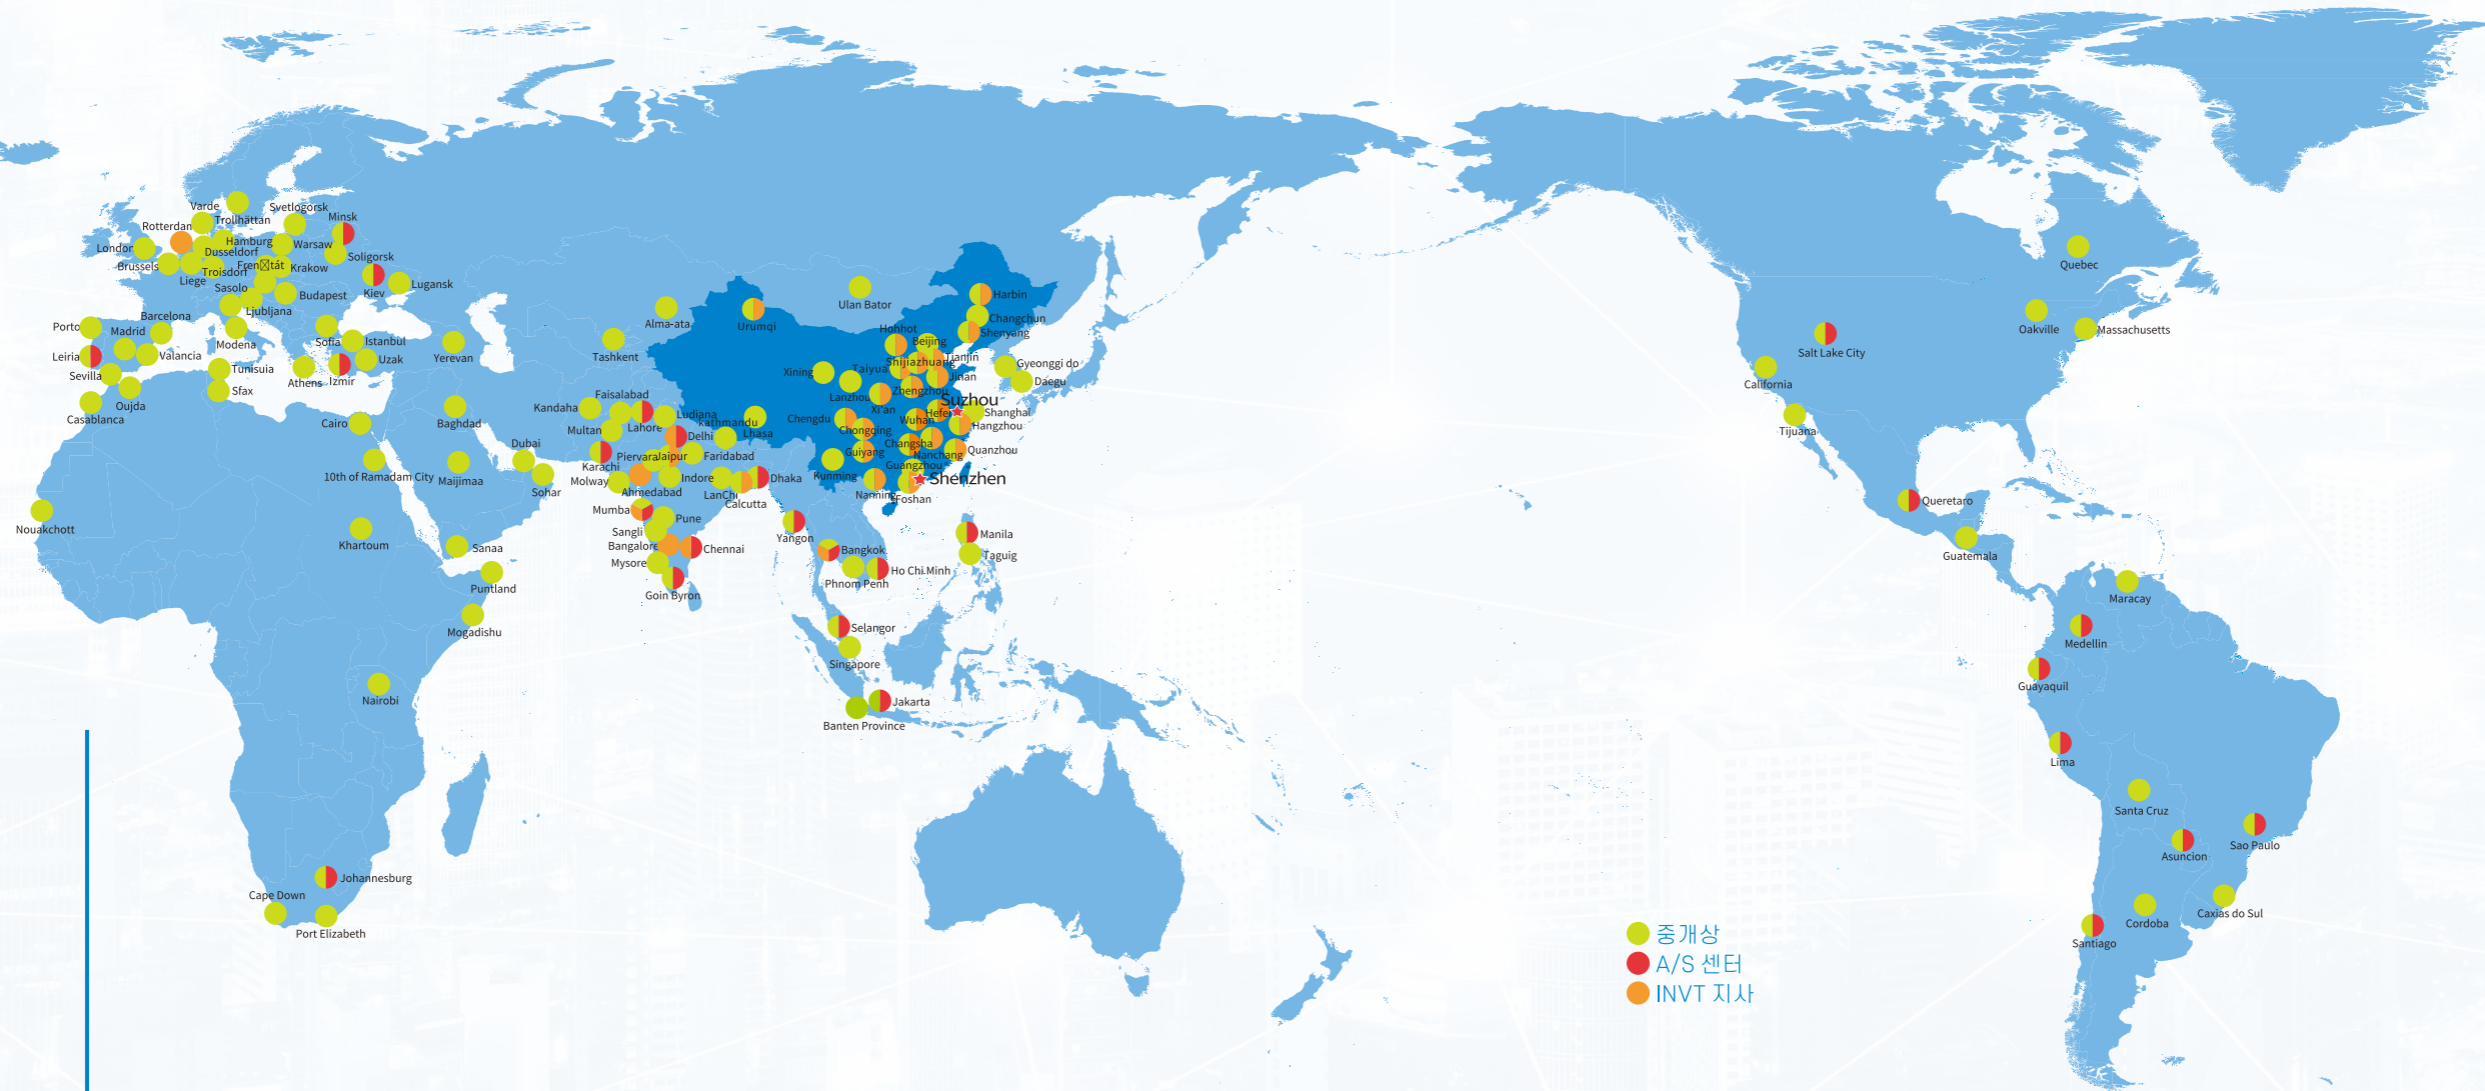 Varde
Trollhättan
Svetlogorsk
Minsk
Rotterdan
London
Hamburg
Warsaw
Dusseldorf
Soligorsk
Brussels
Troisdorf
Krakow
Liege
Sasolo
Budapest
Kiev
Lugansk
Ljubljana
Barcelona
Porto
Madrid
Modena
Sofia
Istanbul
Yerevan
Leiria
Valancia
Uzak
Sevilla
Tunisuia
Athens
Izmir
Oujda
Sfax
Casablanca
Cairo
Baghdad
10th of Ramadam City
Maijimaa
Dubai
Sohar
Nouakchott
Khartoum
Sanaa
Puntland
Mogadishu
Nairobi
Johannesburg
Cape Down
Port Elizabeth
Alma-ata
Tashkent
Urumqi
Ulan Bator
Harbin
Changchun
Shenyang
Hohhot
Beijing
Tianjin
Shijiazhuang
Taiyua
Jinan
Xining
Lanzhou
Zhengzhou
Xi'an
Suzhou
Hefei
Shanghai
Wuhan
Hangzhou
Chengdu
Chongqing
Changsha
Nanchang
Quanzhou
Guiyang
Guangzhou
Kunming
Nanning
Foshan
Shenzhen
Lhasa
Gyeonggi do
Daegu
Faisalabad
Kandaha
Lahore
Ludiana
Multan
Delhi
kathmandu
Karachi
Piervara
Jaipur
Faridabad
Molway
Ahmedabad
Indore
LanChi
Dhaka
Calcutta
Mumba
Pune
Sangli
Bangalore
Chennai
Mysore
Goin Byron
Yangon
Bangkok
Phnom Penh
Ho Chi Minh
Manila
Taguig
Selangor
Singapore
Jakarta
Banten Province
Quebec
Oakville
Massachusetts
Salt Lake City
California
Tijuana
Queretaro
Guatemala
Maracay
Medellin
Guayaquil
Lima
Santa Cruz
Asuncion
Sao Paulo
Caxias do Sul
Cordoba
Santiago
중개상
A/S 센터
INVT 지사